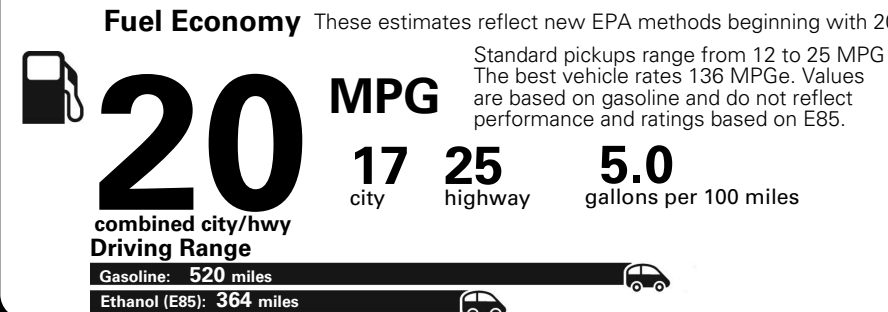 Fuel Economy These estimates reflect new EPA methods beginning with
Standard pickups range from 12 to 25 MPG
The best vehicle rates 136 MPGe. Values
are based on gasoline and do not reflect
performance and ratings based on E85.
20
MPG
combined city/hwy
17 city
25 highway
5.0 gallons per 100 miles
Driving Range
Gasoline: 520 miles
Ethanol (E85): 364 miles